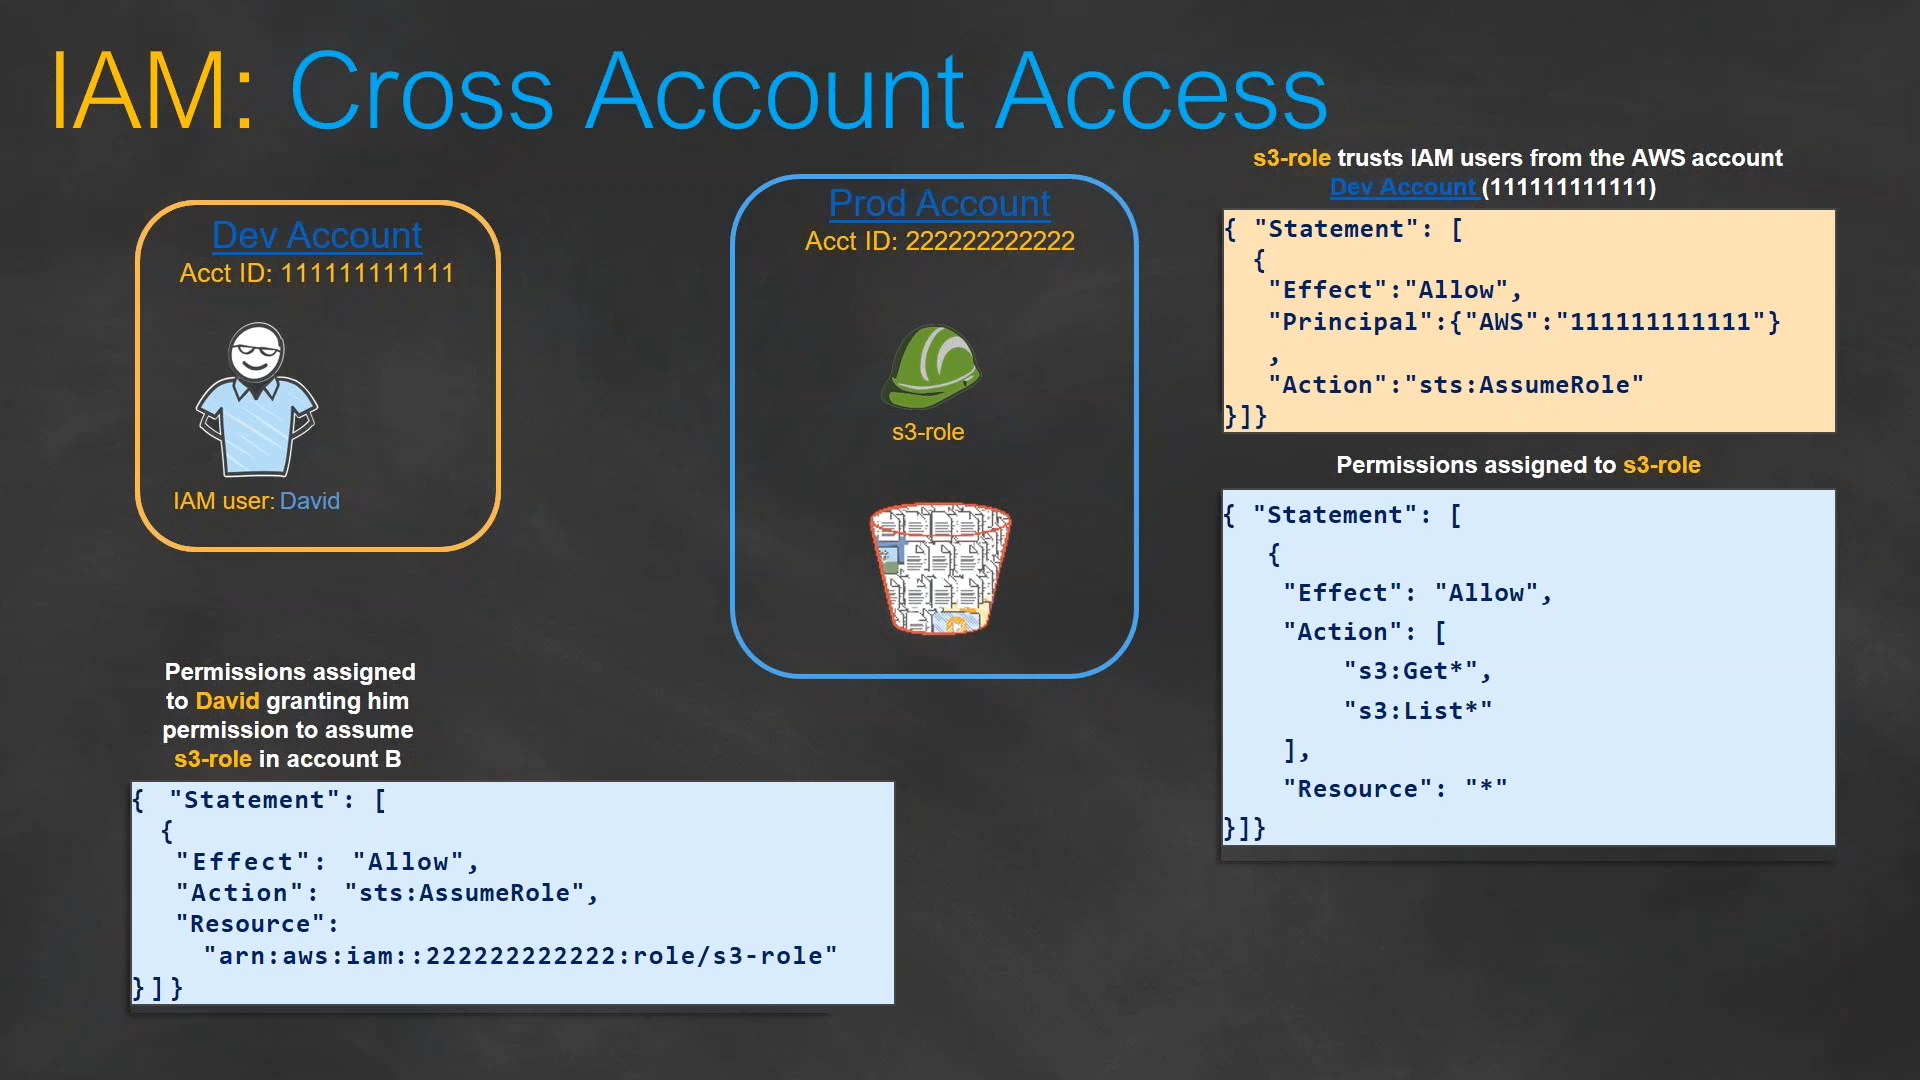 IAM: Cross Account Access
Dev Account
Acct ID: 111111111111
IAM user: David
Prod Account
Acct ID: 222222222222
s3-role
s3-role trusts IAM users from the AWS account
Dev Account (111111111111)
{ "Statement": [
{
"Effect":"Allow",
"Principal":{"AWS":"111111111111"}
,
"Action":"sts:AssumeRole"
}]}
Permissions assigned to s3-role
{ "Statement": [
{
"Effect": "Allow",
"Action": [
"s3:Get*",
"s3:List*"
],
"Resource": "*"
}]}
Permissions assigned
to David granting him
permission to assume
s3-role in account B
{ "Statement": [
{
"Effect": "Allow",
"Action": "sts:AssumeRole",
"Resource":
"arn:aws:iam::222222222222:role/s3-role"
}]}